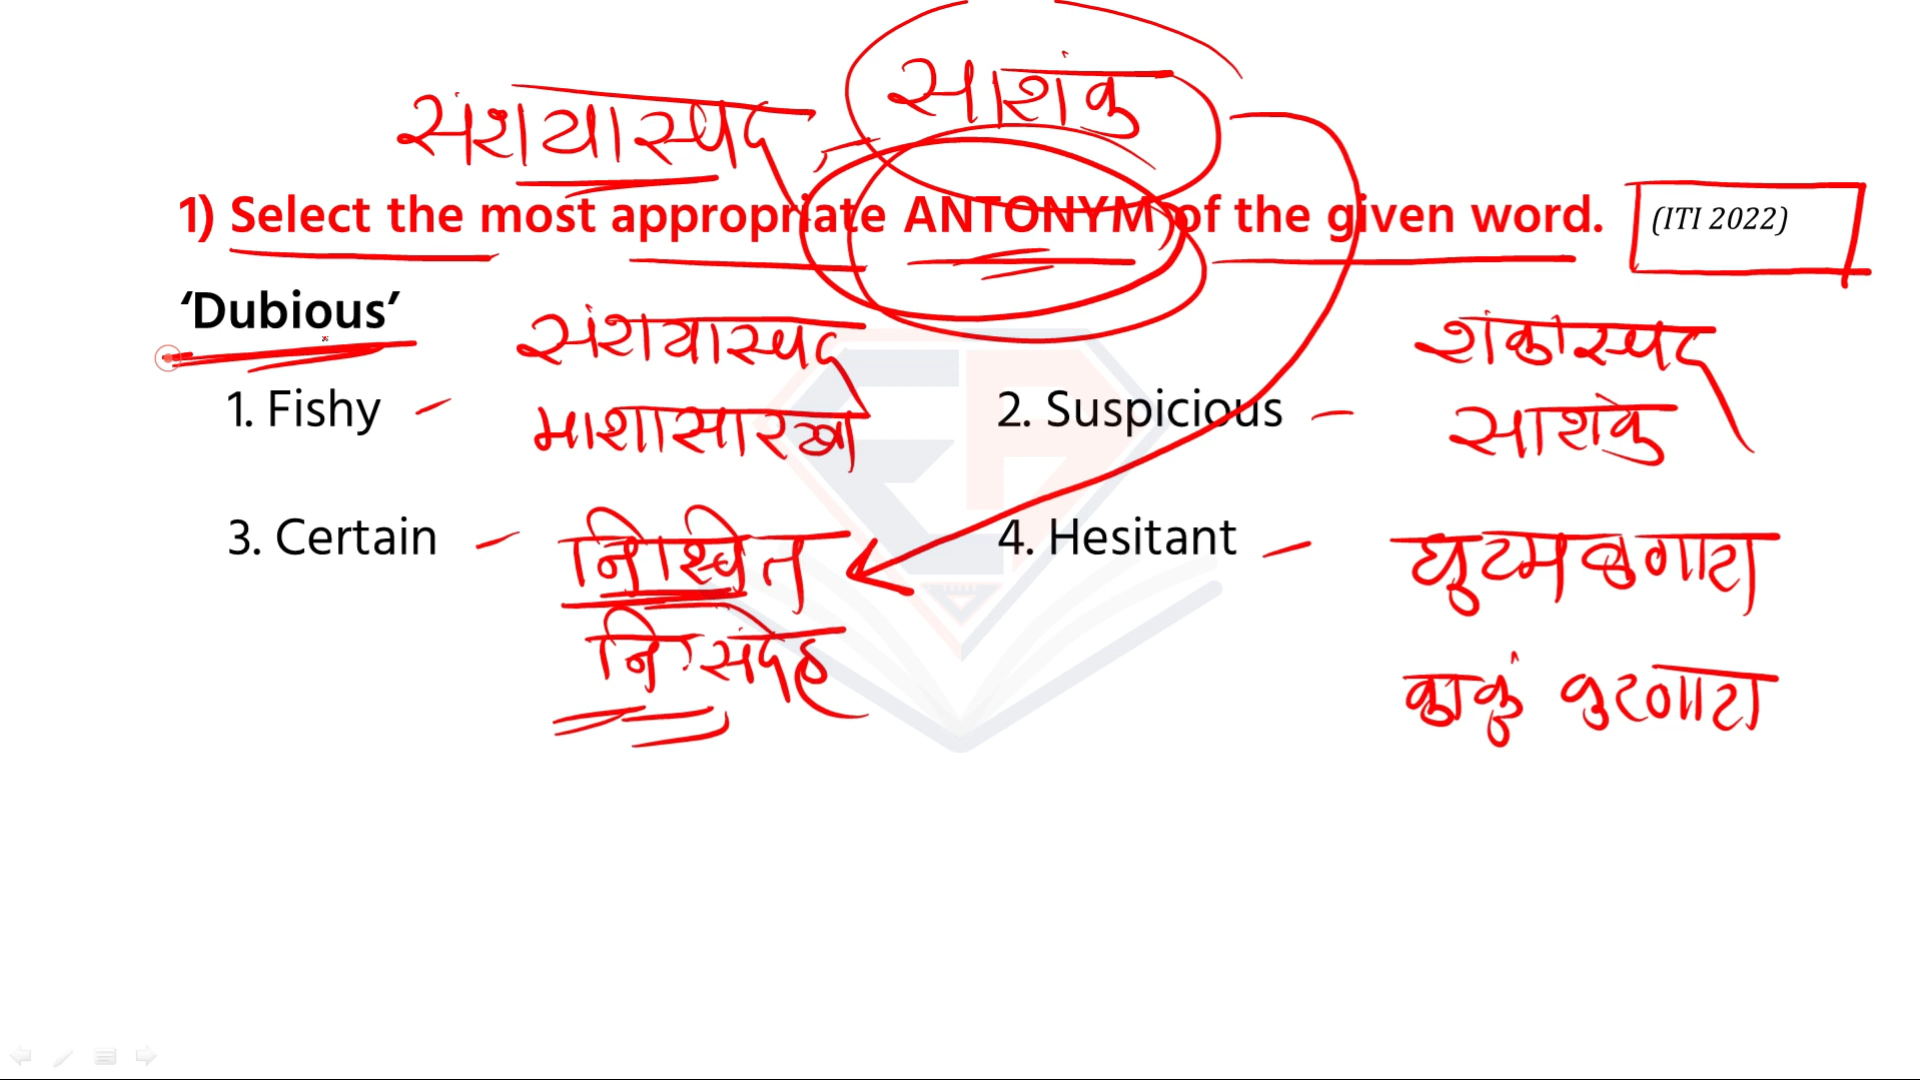 साशंक
संशयास्पद
1) Select the most appropriate ANTONYM of the given word. (ITI 2022)
‘Dubious’
संशयास्पद
शंकास्पद
1. Fishy –
माशासारखा
2. Suspicious –
साशंक
3. Certain – निश्चित
4. Hesitant –
निःसंदेह